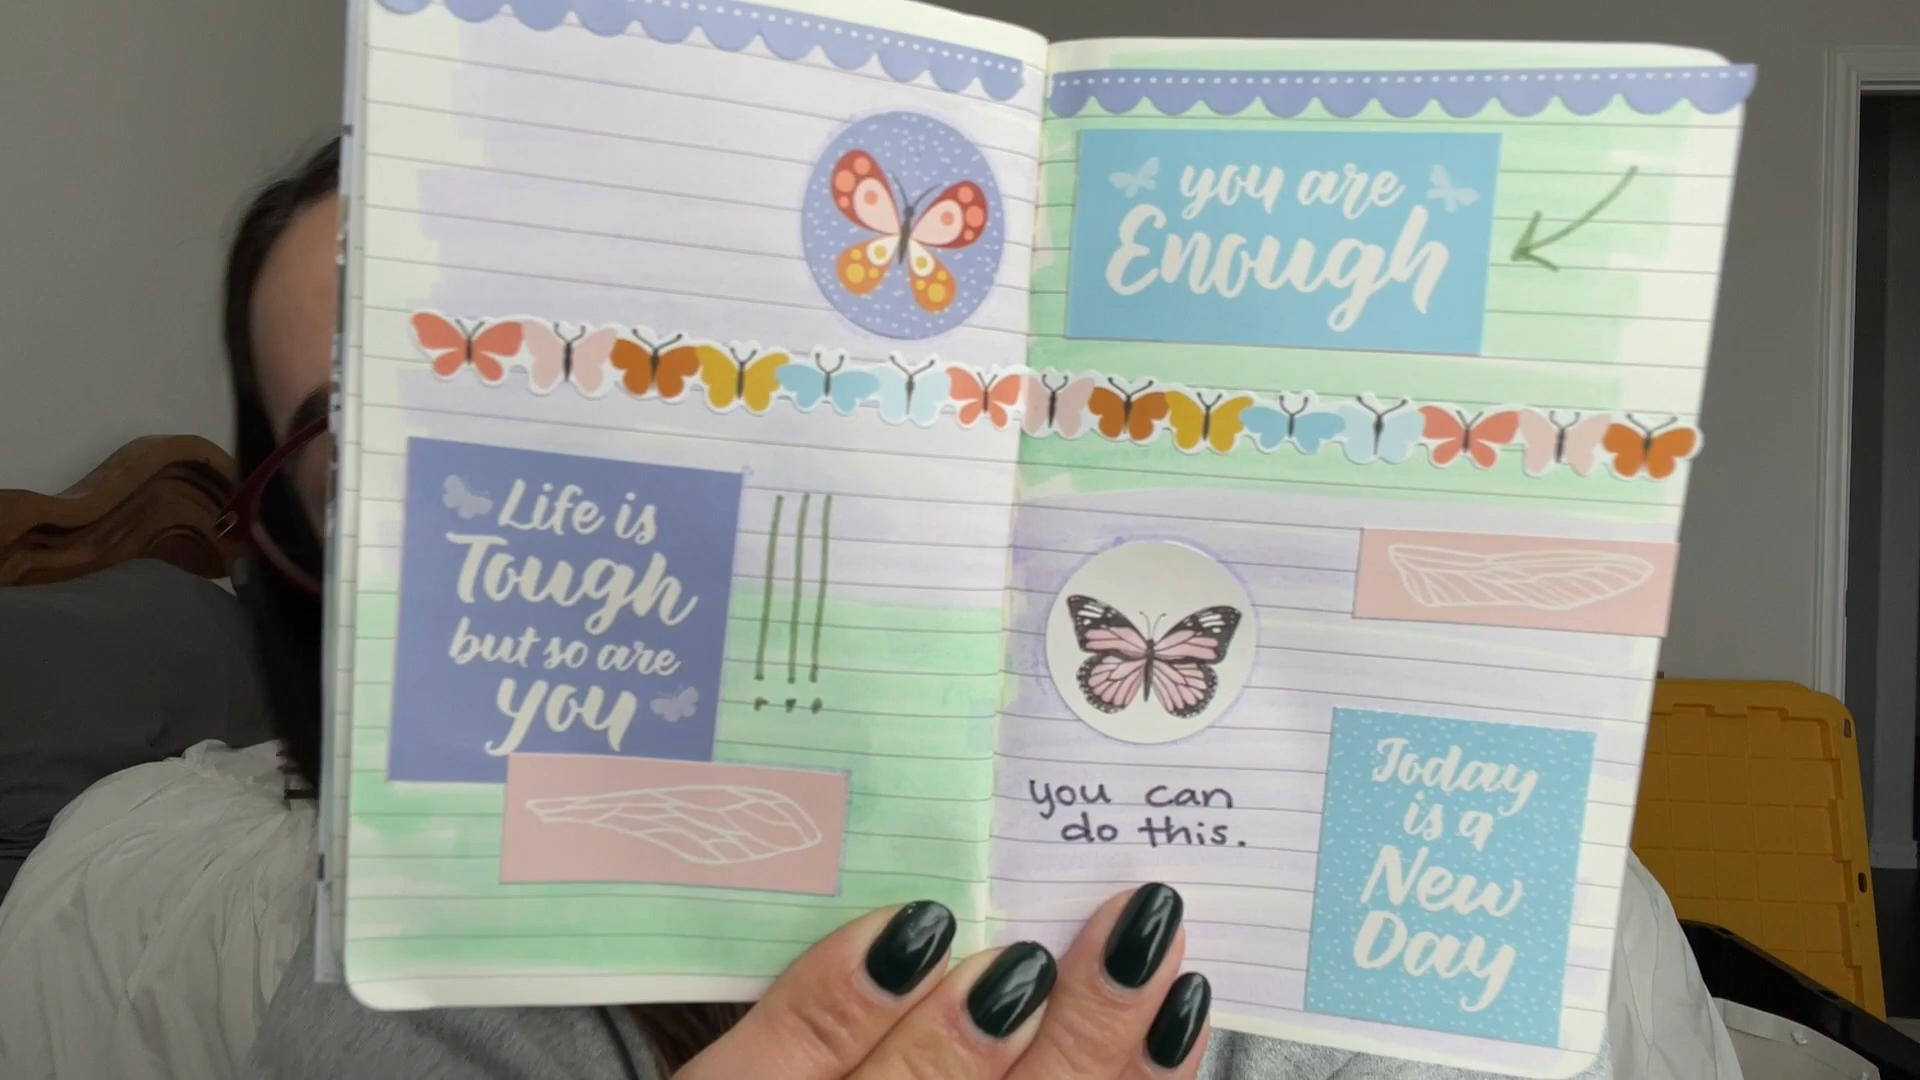 Life is
Tough
but so are
you
!!!
you are
Enough
you can
do this.
Today
is a
New
Day